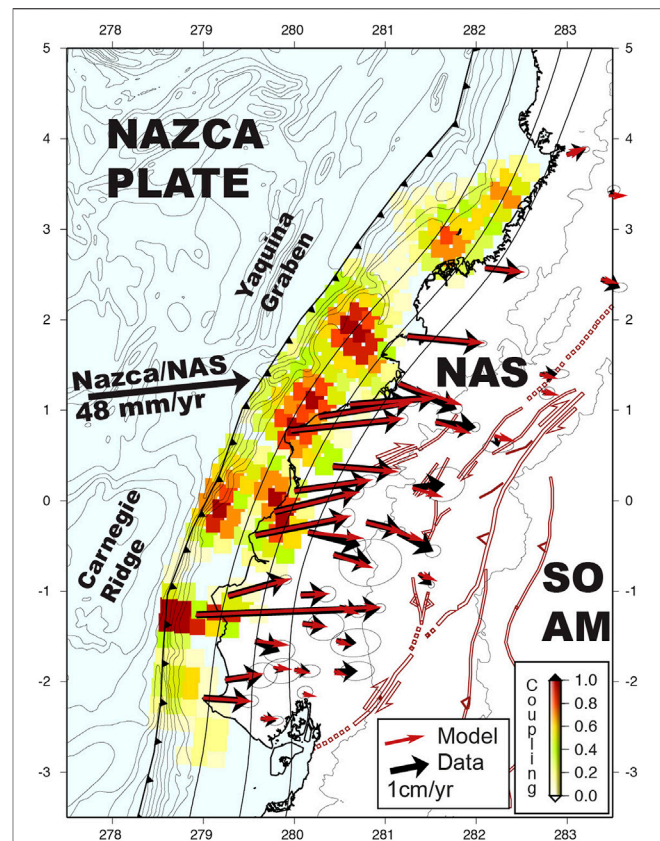 278 279 280 281 282 283
5 5
NAZCA
PLATE
4 4
3 3
Yaquina
Graben
2 2
Nazca/NAS
48 mm/yr
NAS
1 1
0 0
Carnegie
Ridge
-1 -1
SO
AM
-2 -2
Coupling
1.0
0.8
0.6
0.4
0.2
0.0
Model
Data
1cm/yr
-3 -3
278 279 280 281 282 283